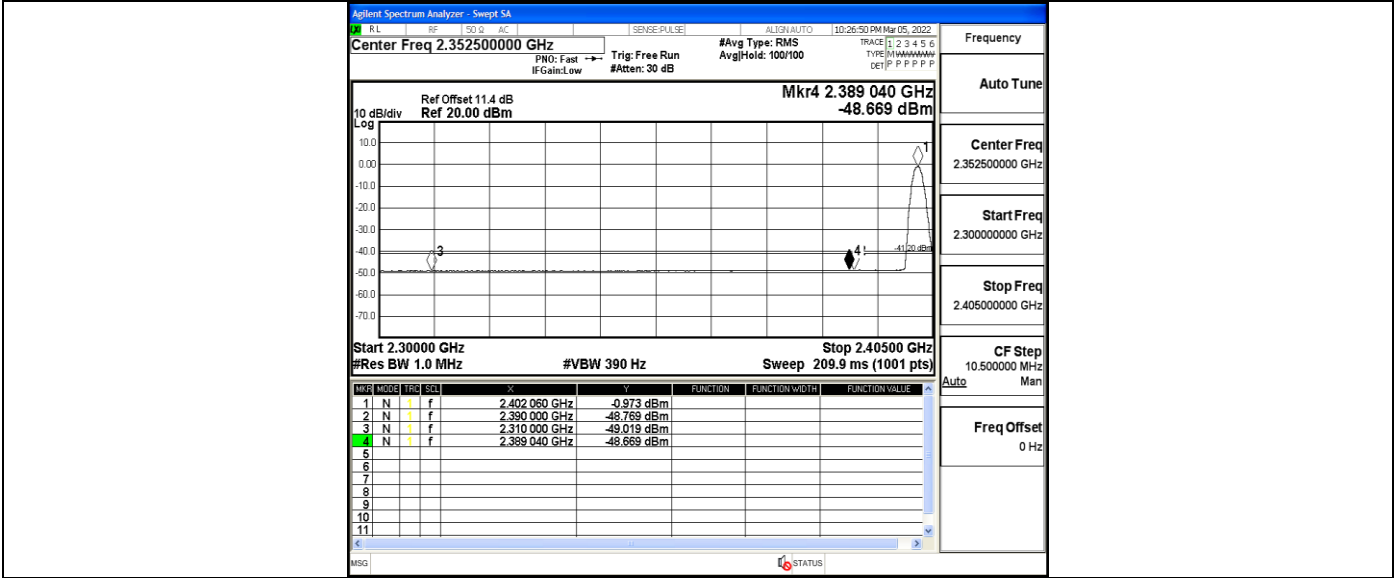 Agilent Spectrum Analyzer - Swept SA
RL RF 50 Ω AC SENSE:PULSE ALIGN AUTO 10:26:50 PM Mar 05, 2022
Center Freq 2.352500000 GHz
PNO: Fast
IFGain:Low
Trig: Free Run
#Atten: 30 dB
#Avg Type: RMS
Avg|Hold: 100/100
TRACE 1 2 3 4 5 6
TYPE M W W W W W
DET P P P P P P
Ref Offset 11.4 dB
10 dB/div Ref 20.00 dBm
Log
Mkr4 2.389 040 GHz
-48.669 dBm
10.0
0.00
-10.0
-20.0
-30.0
-40.0
-50.0
-60.0
-70.0
1
3
4
-41.20 dBm
Start 2.30000 GHz Stop 2.40500 GHz
#Res BW 1.0 MHz #VBW 390 Hz Sweep 209.9 ms (1001 pts)
MKR MODE TRC SCL X Y FUNCTION FUNCTION WIDTH FUNCTION VALUE
1 N 1 f 2.402 060 GHz -0.973 dBm
2 N 1 f 2.390 000 GHz -48.769 dBm
3 N 1 f 2.310 000 GHz -49.019 dBm
4 N 1 f 2.389 040 GHz -48.669 dBm
5
6
7
8
9
10
11
MSG STATUS
Frequency
Auto Tune
Center Freq
2.352500000 GHz
Start Freq
2.300000000 GHz
Stop Freq
2.405000000 GHz
CF Step
10.500000 MHz
Auto Man
Freq Offset
0 Hz